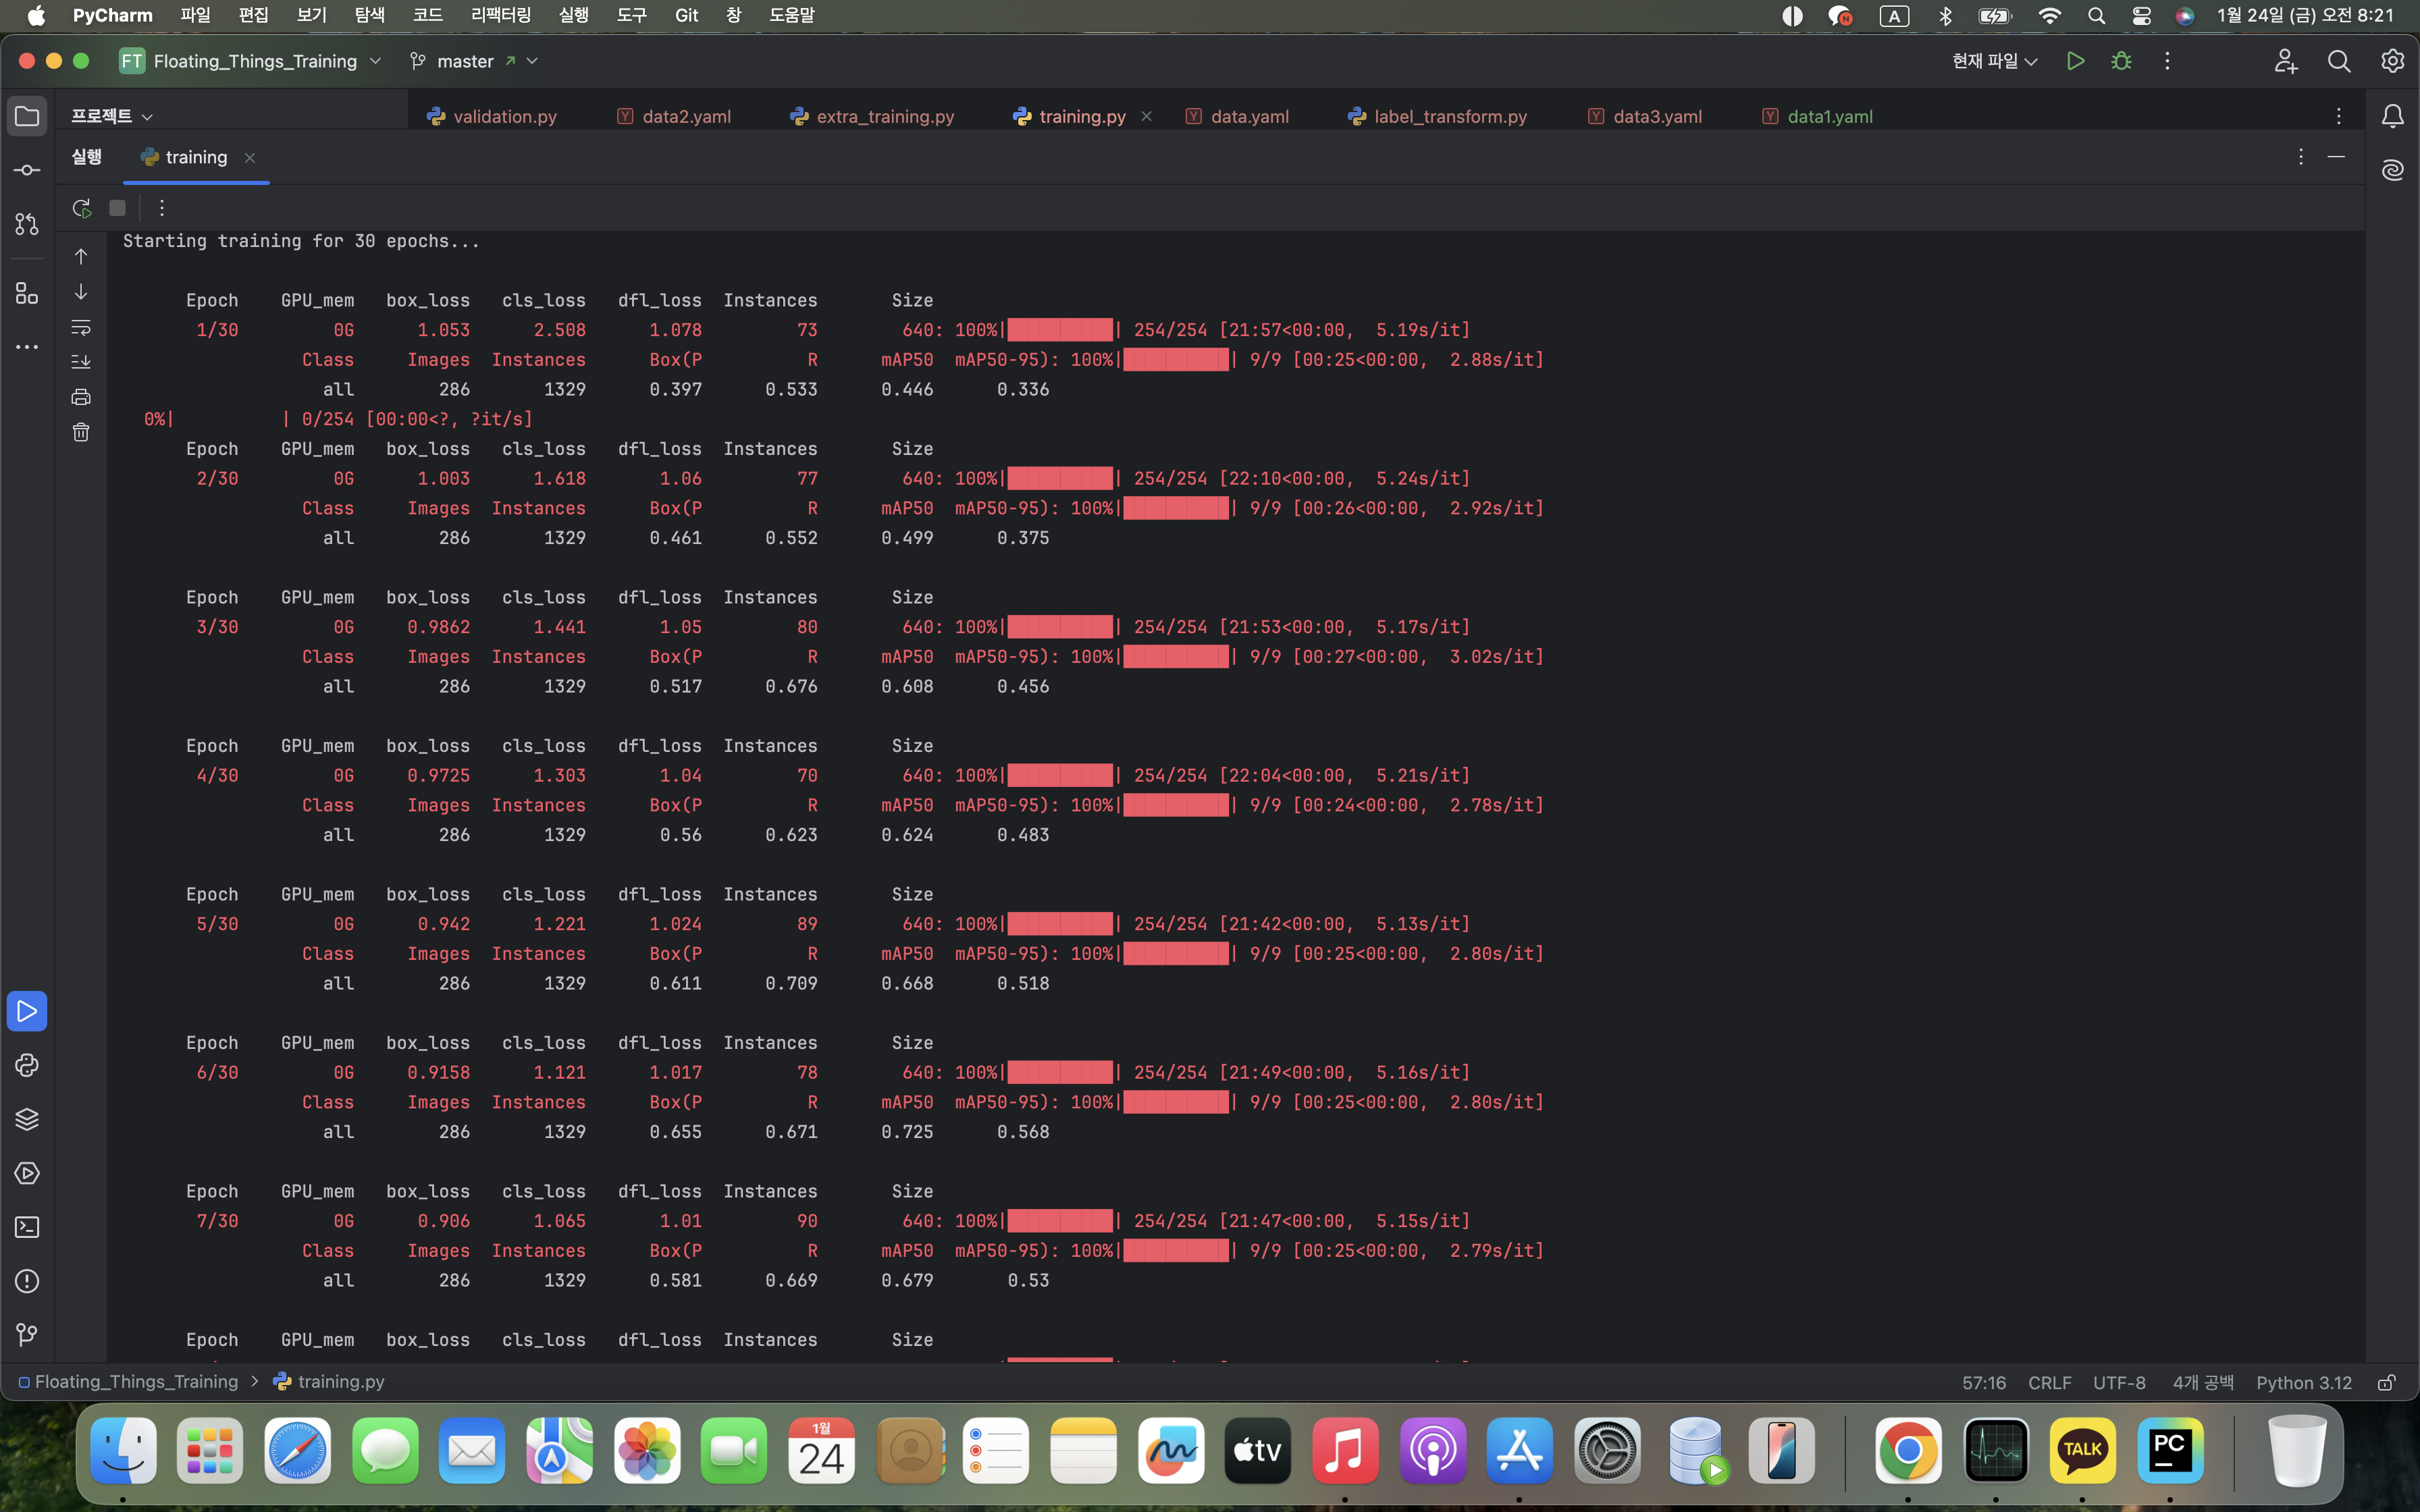 PyCharm 파일 편집 보기 탐색 코드 리팩터링 실행 도구 Git 창 도움말 A 1월 24일 (금) 오전 8:21
FT Floating_Things_Training master 현재 파일
프로젝트 validation.py data2.yaml extra_training.py training.py data.yaml label_transform.py data3.yaml data1.yaml
실행 training
Starting training for 30 epochs...
Epoch GPU_mem box_loss cls_loss dfl_loss Instances Size
1/30 0G 1.053 2.508 1.078 73 640: 100%|██████████| 254/254 [21:57<00:00, 5.19s/it]
Class Images Instances Box(P R mAP50 mAP50-95): 100%|██████████| 9/9 [00:25<00:00, 2.88s/it]
all 286 1329 0.397 0.533 0.446 0.336
0%| | 0/254 [00:00<?, ?it/s]
Epoch GPU_mem box_loss cls_loss dfl_loss Instances Size
2/30 0G 1.003 1.618 1.06 77 640: 100%|██████████| 254/254 [22:10<00:00, 5.24s/it]
Class Images Instances Box(P R mAP50 mAP50-95): 100%|██████████| 9/9 [00:26<00:00, 2.92s/it]
all 286 1329 0.461 0.552 0.499 0.375
Epoch GPU_mem box_loss cls_loss dfl_loss Instances Size
3/30 0G 0.9862 1.441 1.05 80 640: 100%|██████████| 254/254 [21:53<00:00, 5.17s/it]
Class Images Instances Box(P R mAP50 mAP50-95): 100%|██████████| 9/9 [00:27<00:00, 3.02s/it]
all 286 1329 0.517 0.676 0.608 0.456
Epoch GPU_mem box_loss cls_loss dfl_loss Instances Size
4/30 0G 0.9725 1.303 1.04 70 640: 100%|██████████| 254/254 [22:04<00:00, 5.21s/it]
Class Images Instances Box(P R mAP50 mAP50-95): 100%|██████████| 9/9 [00:24<00:00, 2.78s/it]
all 286 1329 0.56 0.623 0.624 0.483
Epoch GPU_mem box_loss cls_loss dfl_loss Instances Size
5/30 0G 0.942 1.221 1.024 89 640: 100%|██████████| 254/254 [21:42<00:00, 5.13s/it]
Class Images Instances Box(P R mAP50 mAP50-95): 100%|██████████| 9/9 [00:25<00:00, 2.80s/it]
all 286 1329 0.611 0.709 0.668 0.518
Epoch GPU_mem box_loss cls_loss dfl_loss Instances Size
6/30 0G 0.9158 1.121 1.017 78 640: 100%|██████████| 254/254 [21:49<00:00, 5.16s/it]
Class Images Instances Box(P R mAP50 mAP50-95): 100%|██████████| 9/9 [00:25<00:00, 2.80s/it]
all 286 1329 0.655 0.671 0.725 0.568
Epoch GPU_mem box_loss cls_loss dfl_loss Instances Size
7/30 0G 0.906 1.065 1.01 90 640: 100%|██████████| 254/254 [21:47<00:00, 5.15s/it]
Class Images Instances Box(P R mAP50 mAP50-95): 100%|██████████| 9/9 [00:25<00:00, 2.79s/it]
all 286 1329 0.581 0.669 0.679 0.53
Epoch GPU_mem box_loss cls_loss dfl_loss Instances Size
Floating_Things_Training > training.py 57:16 CRLF UTF-8 4개 공백 Python 3.12
1월
24
tv
TALK
PC